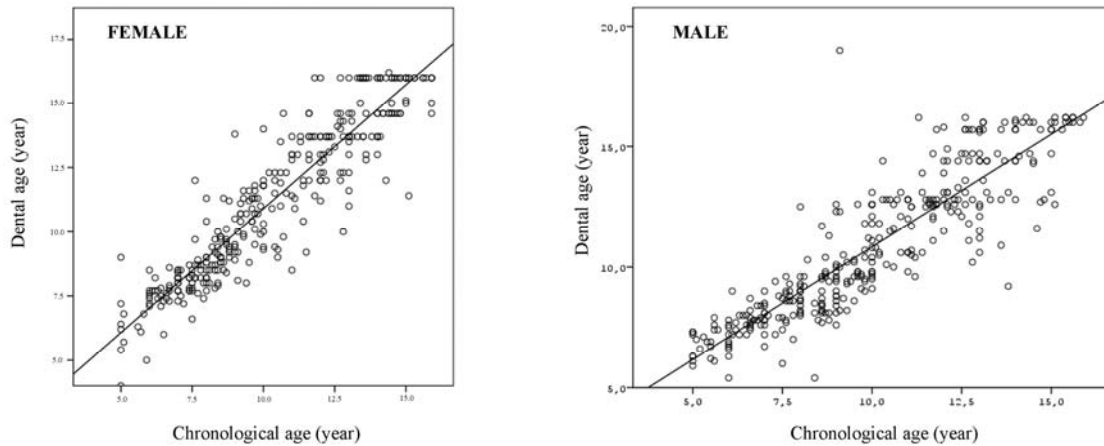 FEMALE
17.5
15.0
12.5
10.0
7.5
5.0
Dental age (year)
5.0 7.5 10.0 12.5 15.0
Chronological age (year)
MALE
20,0
15,0
10,0
5,0
Dental age (year)
5,0 7,5 10,0 12,5 15,0
Chronological age (year)